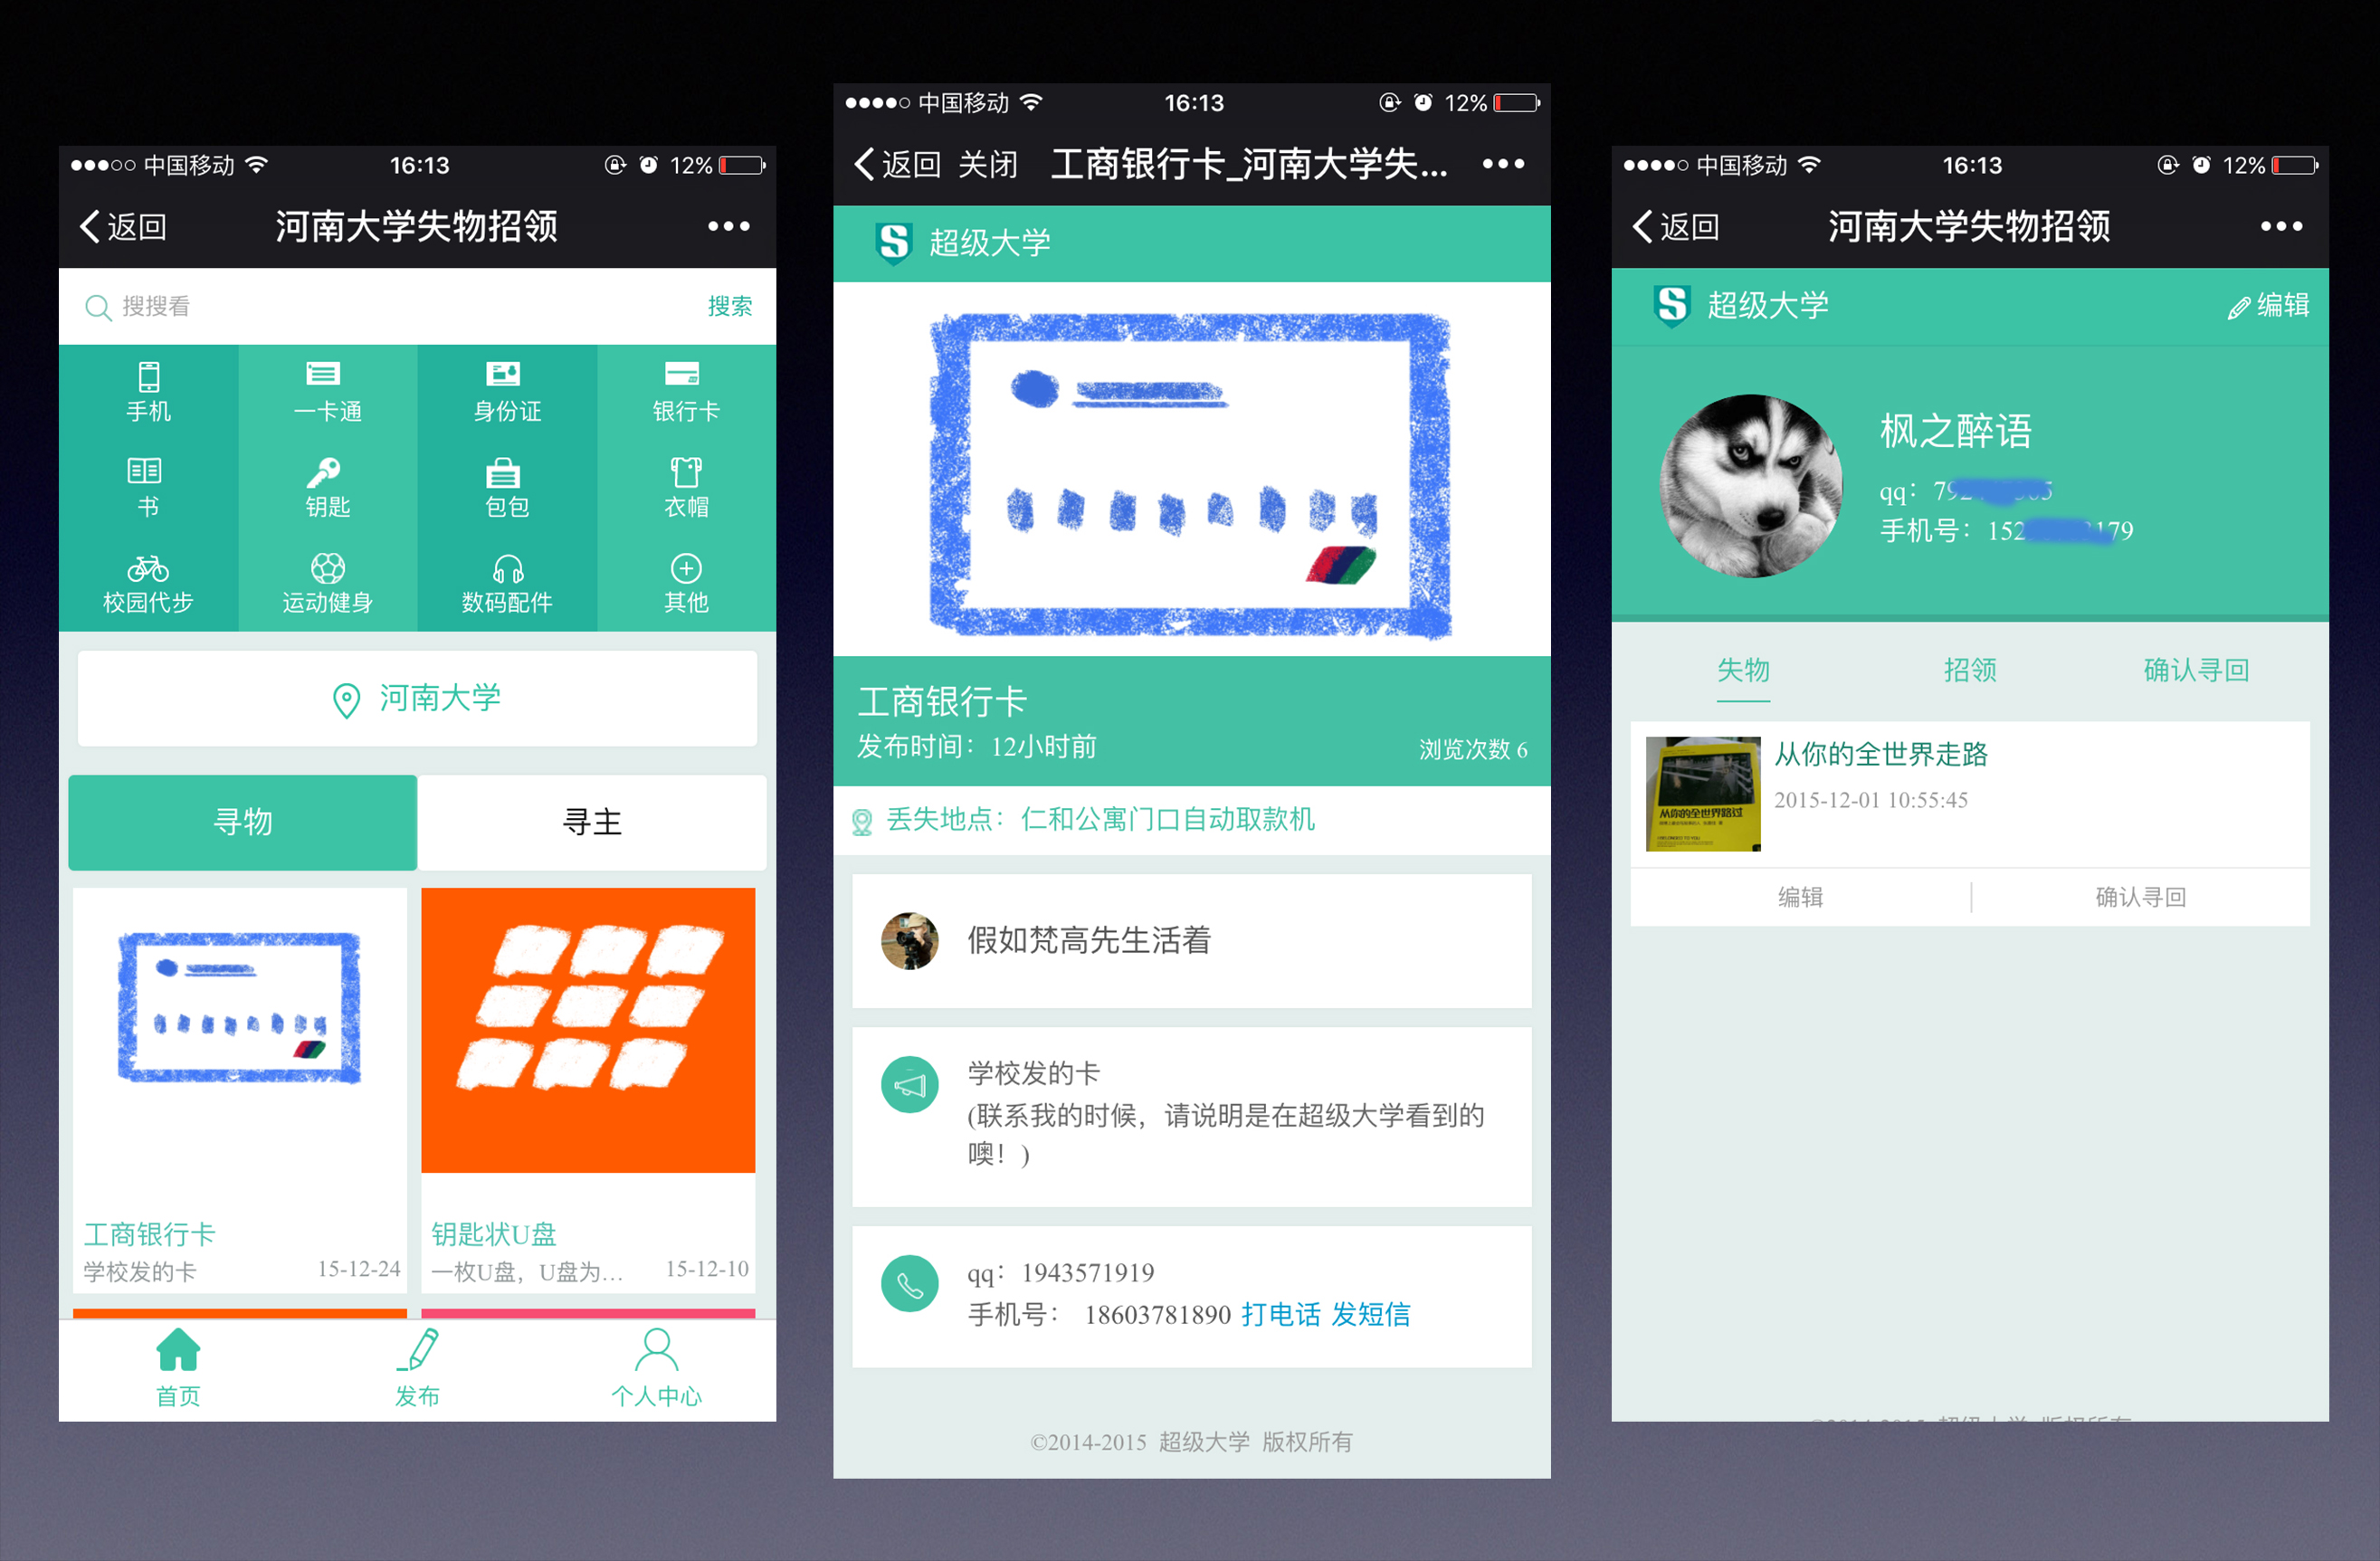 中国移动 16:13 12%
返回 河南大学失物招领
搜搜看 搜索
手机 一卡通 身份证 银行卡
书 钥匙 包包 衣帽
校园代步 运动健身 数码配件 其他
河南大学
寻物 寻主
工商银行卡
学校发的卡 15-12-24
钥匙状U盘
一枚U盘，U盘为... 15-12-10
首页 发布 个人中心
中国移动 16:13 12%
返回 关闭 工商银行卡_河南大学失...
超级大学
工商银行卡
发布时间：12小时前 浏览次数 6
丢失地点：仁和公寓门口自动取款机
假如梵高先生活着
学校发的卡
(联系我的时候，请说明是在超级大学看到的
噢！)
qq：1943571919
手机号： 18603781890 打电话 发短信
©2014-2015 超级大学 版权所有
中国移动 16:13 12%
返回 河南大学失物招领
超级大学 编辑
枫之醉语
qq：
手机号：
失物 招领 确认寻回
从你的全世界走路
2015-12-01 10:55:45
从你的全世界路过
编辑 确认寻回